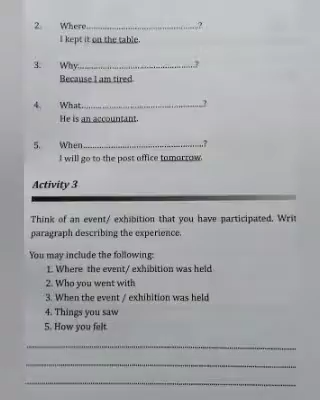 2. Where..............................................?
I kept it on the table.
3. Why................................................?
Because I am tired.
4. What..................................................?
He is an accountant.
5. When.................................................?
I will go to the post office tomorrow.
Activity 3
Think of an event/ exhibition that you have participated. Writ
paragraph describing the experience.
You may include the following:
1. Where the event/ exhibition was held
2. Who you went with
3. When the event / exhibition was held
4. Things you saw
5. How you felt